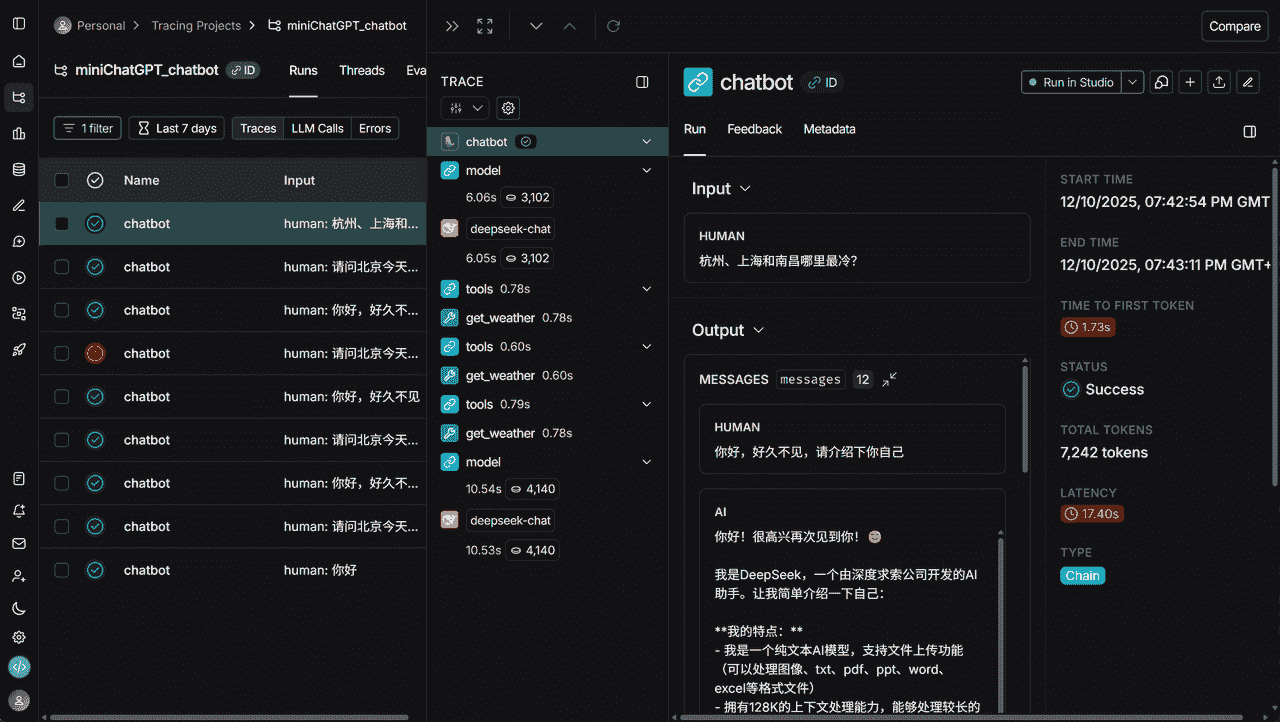 Personal > Tracing Projects > miniChatGPT_chatbot
miniChatGPT_chatbot ID
Runs Threads Eva
1 filter Last 7 days Traces LLM Calls Errors
Name Input
chatbot human: 杭州、上海和...
chatbot human: 请问北京今天...
chatbot human: 你好，好久不...
chatbot human: 请问北京今天...
chatbot human: 你好，好久不见
chatbot human: 请问北京今天...
chatbot human: 你好，好久不...
chatbot human: 请问北京今天...
chatbot human: 你好
TRACE
chatbot
model
6.06s 3,102
deepseek-chat
6.05s 3,102
tools 0.78s
get_weather 0.78s
tools 0.60s
get_weather 0.60s
tools 0.79s
get_weather 0.78s
model
10.54s 4,140
deepseek-chat
10.53s 4,140
Compare
chatbot ID
Run in Studio
Run Feedback Metadata
Input
HUMAN
杭州、上海和南昌哪里最冷？
Output
MESSAGES messages 12
HUMAN
你好，好久不见，请介绍下你自己
AI
你好！很高兴再次见到你！
我是DeepSeek，一个由深度求索公司开发的AI
助手。让我简单介绍一下自己：
**我的特点：**
- 我是一个纯文本AI模型，支持文件上传功能
（可以处理图像、txt、pdf、ppt、word、
excel等格式文件）
- 拥有128K的上下文处理能力，能够处理较长的
START TIME
12/10/2025, 07:42:54 PM GMT
END TIME
12/10/2025, 07:43:11 PM GMT+
TIME TO FIRST TOKEN
1.73s
STATUS
Success
TOTAL TOKENS
7,242 tokens
LATENCY
17.40s
TYPE
Chain